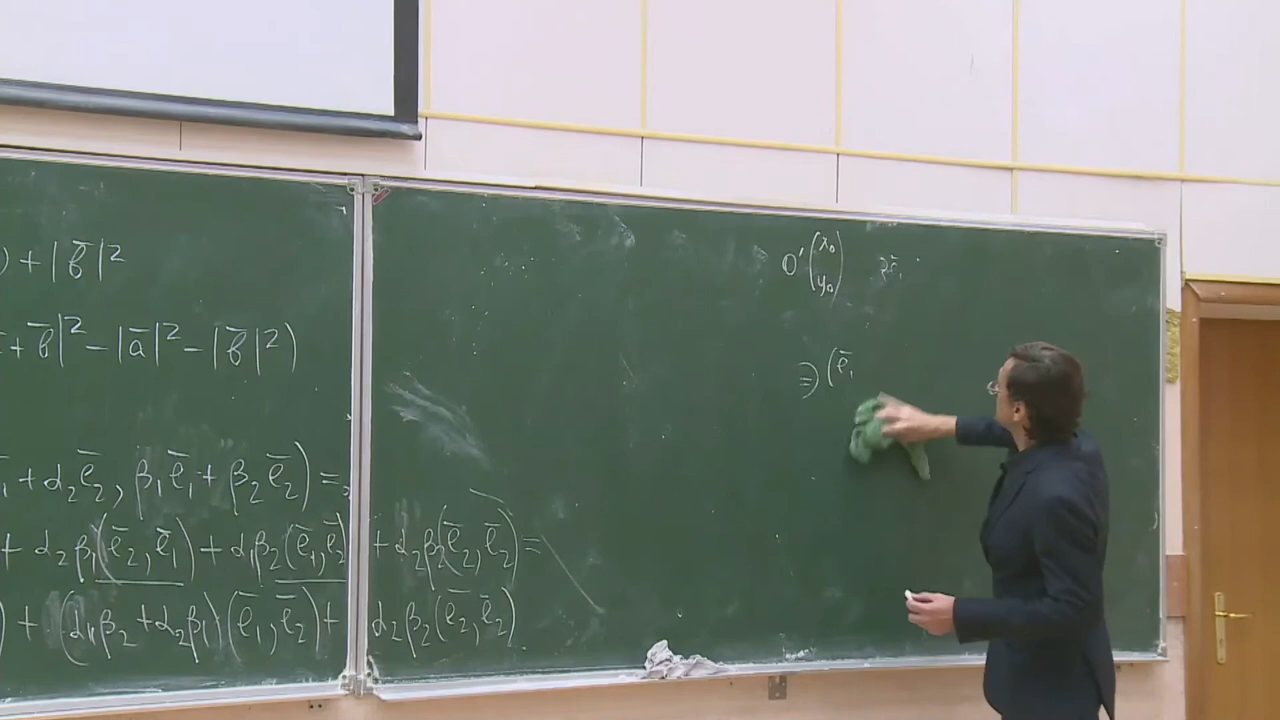 ) + |b̄|²
+ b̄|² − |ā|² − |b̄|²)
₁ + α₂ē₂, β₁ē₁ + β₂ē₂) =
+ α₂β₁(ē₂, ē₁) + α₁β₂(ē₁, ē₂) + α₂β₂(ē₂, ē₂) =
) + (α₁β₂ + α₂β₁)(ē₁, ē₂) + α₂β₂(ē₂, ē₂)
O′(x₀
y₀)
⇒ (ē₁